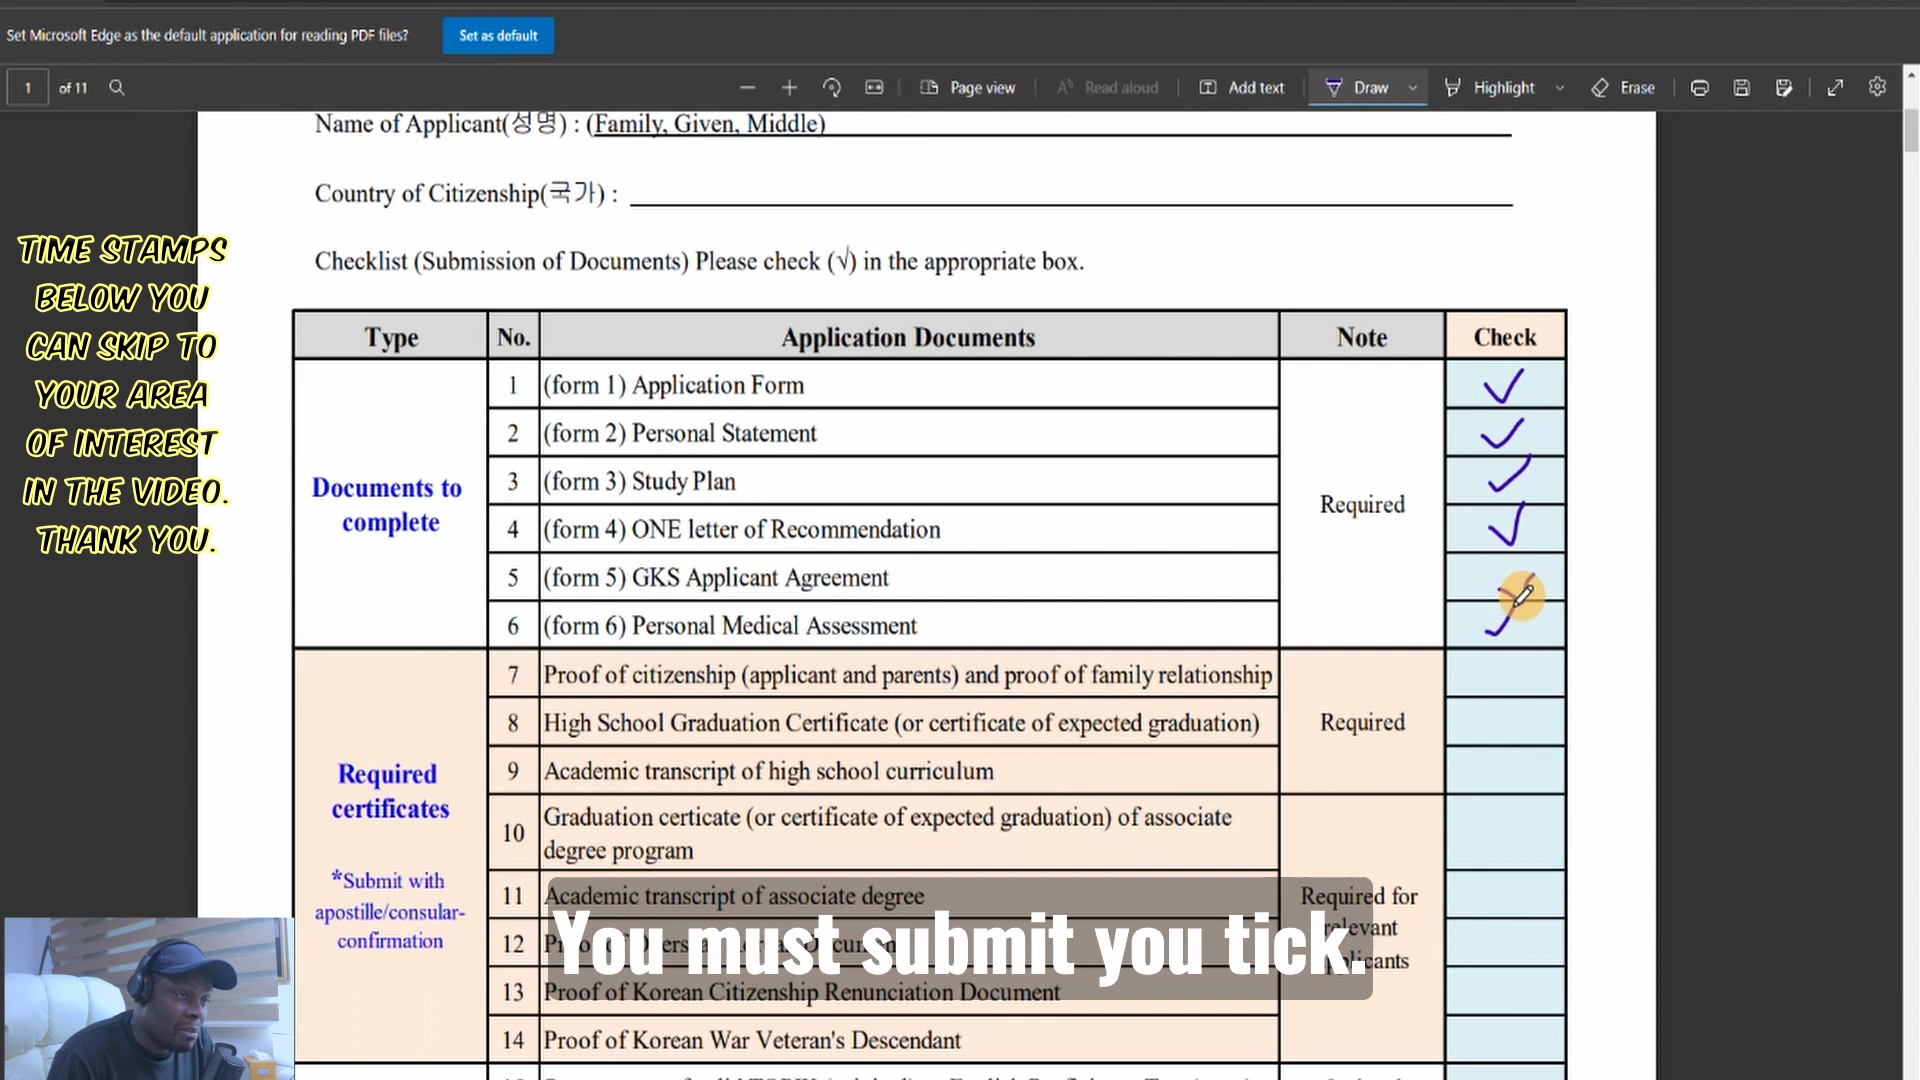 Set Microsoft Edge as the default application for reading PDF files? Set as default
1 of 11 Page view Read aloud Add text Draw Highlight Erase
Name of Applicant(성명) : (Family, Given, Middle)
Country of Citizenship(국가) :
Checklist (Submission of Documents) Please check (√) in the appropriate box.
TIME STAMPS
BELOW YOU
CAN SKIP TO
YOUR AREA
OF INTEREST
IN THE VIDEO.
THANK YOU.
Type No. Application Documents Note Check
Documents to
complete
1 (form 1) Application Form
2 (form 2) Personal Statement
3 (form 3) Study Plan
4 (form 4) ONE letter of Recommendation
5 (form 5) GKS Applicant Agreement
6 (form 6) Personal Medical Assessment
Required
Required
certificates
*Submit with
apostille/consular-
confirmation
7 Proof of citizenship (applicant and parents) and proof of family relationship
8 High School Graduation Certificate (or certificate of expected graduation)
9 Academic transcript of high school curriculum
Required
10 Graduation certicate (or certificate of expected graduation) of associate
degree program
11 Academic transcript of associate degree
12
13 Proof of Korean Citizenship Renunciation Document
14 Proof of Korean War Veteran's Descendant
Required for
You must submit you tick.